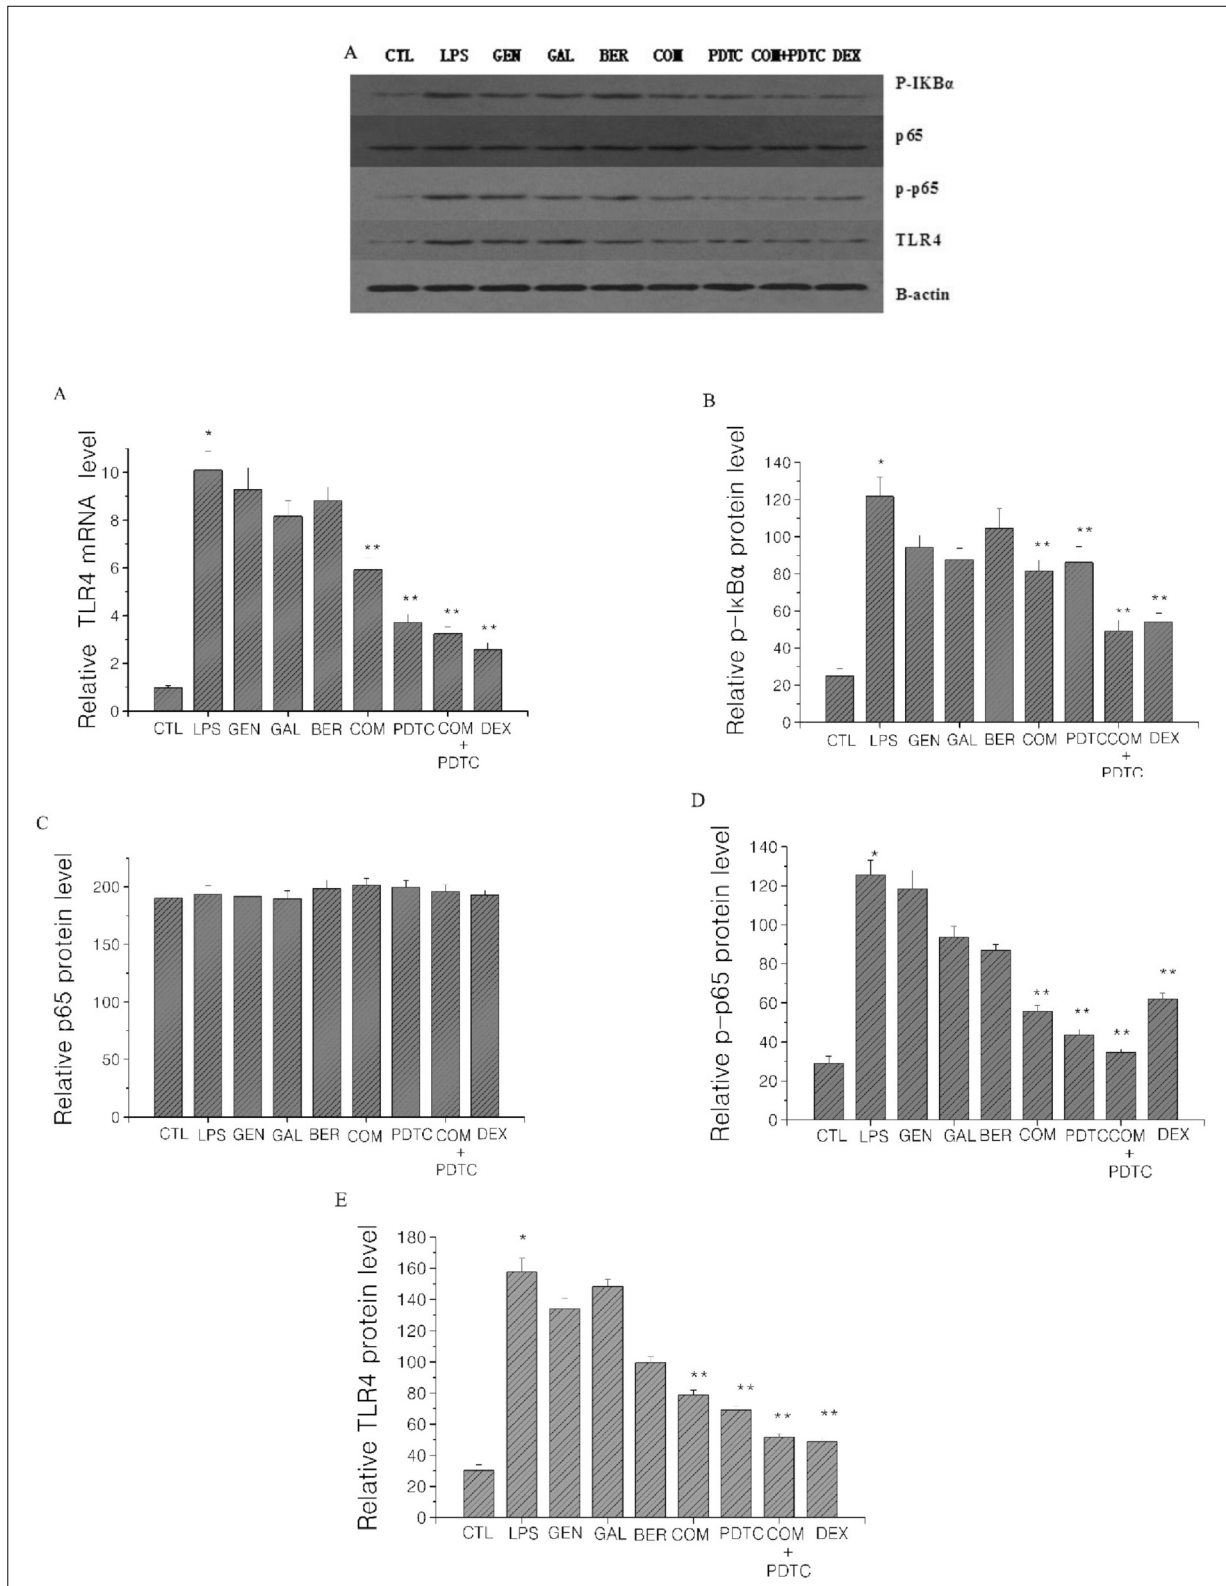 A CTL LPS GEN GAL BER COM PDTC COM+PDTC DEX
P-IKBα
p65
p-p65
TLR4
B-actin
A
Relative TLR4 mRNA level
10
8
6
4
2
0
*
**
**
**
**
CTL LPS GEN GAL BER COM PDTC COM DEX
+
PDTC
B
Relative p-IκBα protein level
140
120
100
80
60
40
20
0
*
**
**
**
**
CTL LPS GEN GAL BER COM PDTCCOM DEX
+
PDTC
C
Relative p65 protein level
200
150
100
50
0
CTL LPS GEN GAL BER COM PDTC COM DEX
+
PDTC
D
Relative p-p65 protein level
140
120
100
80
60
40
20
0
*
**
**
**
**
CTL LPS GEN GAL BER COM PDTCCOM DEX
+
PDTC
E
Relative TLR4 protein level
180
160
140
120
100
80
60
40
20
0
*
**
**
**
**
CTL LPS GEN GAL BER COM PDTC COM DEX
+
PDTC